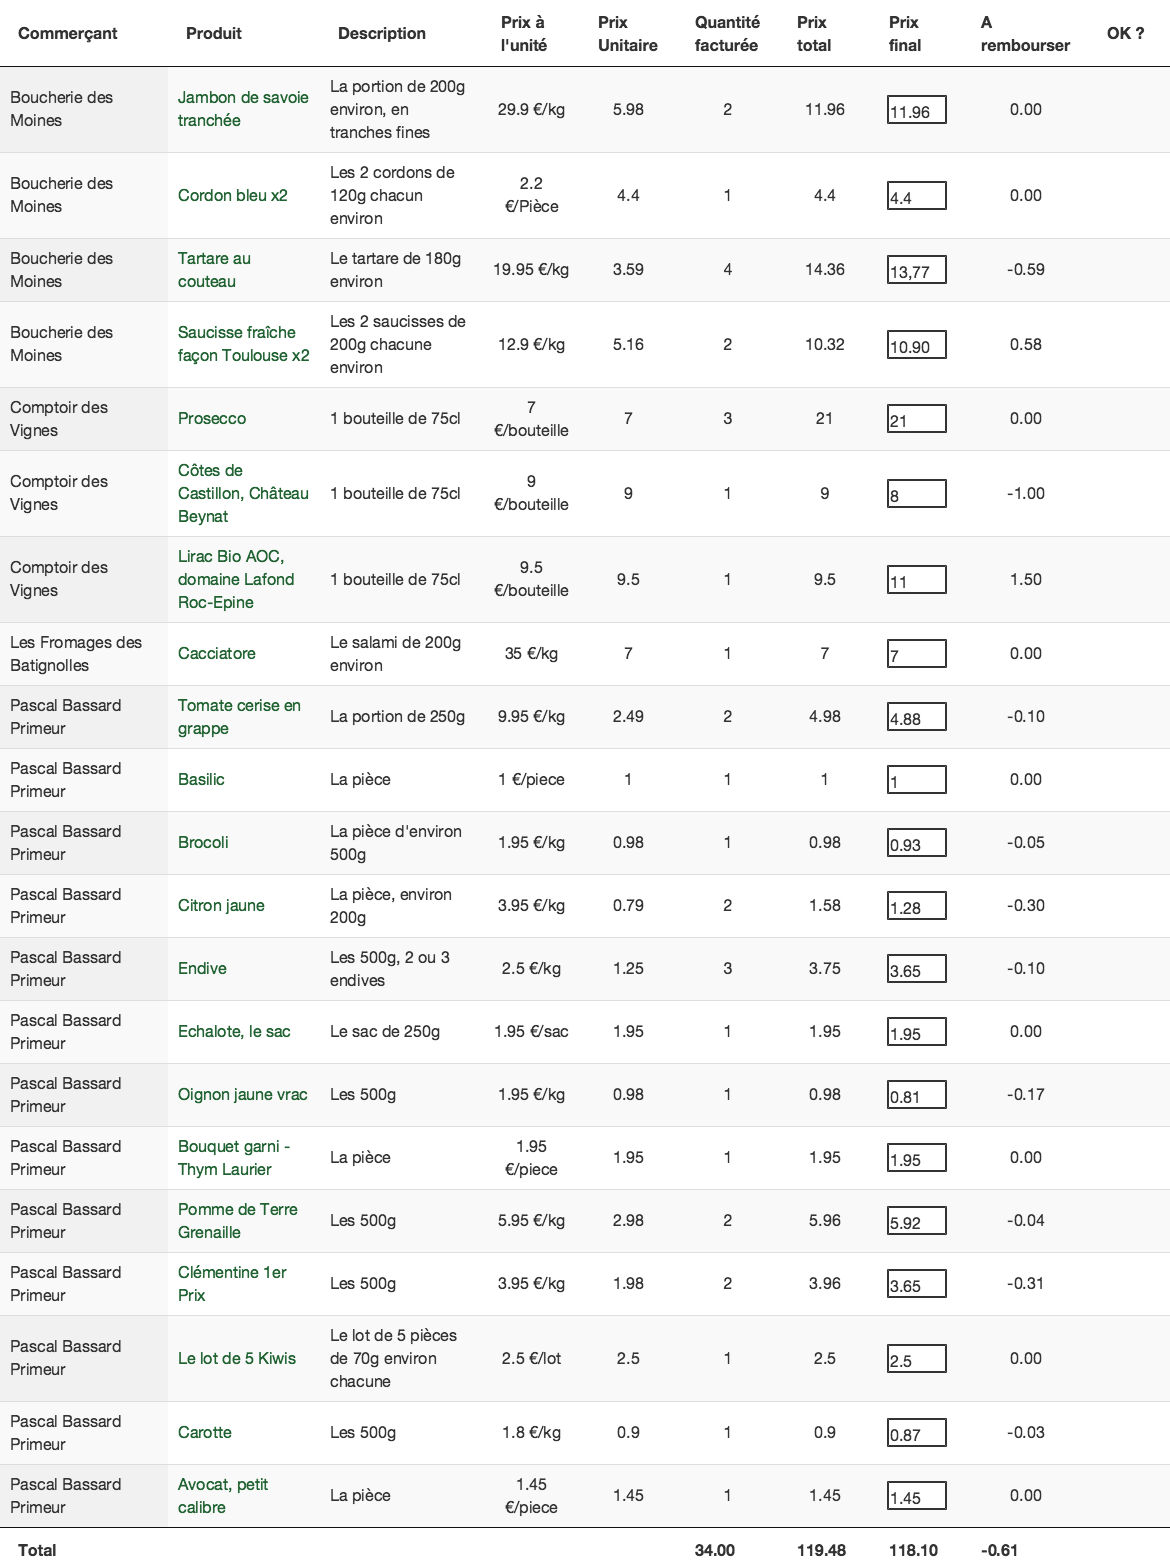 Commerçant Produit Description Prix à l'unité Prix Unitaire Quantité facturée Prix total Prix final A rembourser OK ?
Boucherie des Moines Jambon de savoie tranchée La portion de 200g environ, en tranches fines 29.9 €/kg 5.98 2 11.96 11.96 0.00
Boucherie des Moines Cordon bleu x2 Les 2 cordons de 120g chacun environ 2.2 €/Pièce 4.4 1 4.4 4.4 0.00
Boucherie des Moines Tartare au couteau Le tartare de 180g environ 19.95 €/kg 3.59 4 14.36 13,77 -0.59
Boucherie des Moines Saucisse fraîche façon Toulouse x2 Les 2 saucisses de 200g chacune environ 12.9 €/kg 5.16 2 10.32 10.90 0.58
Comptoir des Vignes Prosecco 1 bouteille de 75cl 7 €/bouteille 7 3 21 21 0.00
Comptoir des Vignes Côtes de Castillon, Château Beynat 1 bouteille de 75cl 9 €/bouteille 9 1 9 8 -1.00
Comptoir des Vignes Lirac Bio AOC, domaine Lafond Roc-Epine 1 bouteille de 75cl 9.5 €/bouteille 9.5 1 9.5 11 1.50
Les Fromages des Batignolles Cacciatore Le salami de 200g environ 35 €/kg 7 1 7 7 0.00
Pascal Bassard Primeur Tomate cerise en grappe La portion de 250g 9.95 €/kg 2.49 2 4.98 4.88 -0.10
Pascal Bassard Primeur Basilic La pièce 1 €/piece 1 1 1 1 0.00
Pascal Bassard Primeur Brocoli La pièce d'environ 500g 1.95 €/kg 0.98 1 0.98 0.93 -0.05
Pascal Bassard Primeur Citron jaune La pièce, environ 200g 3.95 €/kg 0.79 2 1.58 1.28 -0.30
Pascal Bassard Primeur Endive Les 500g, 2 ou 3 endives 2.5 €/kg 1.25 3 3.75 3.65 -0.10
Pascal Bassard Primeur Echalote, le sac Le sac de 250g 1.95 €/sac 1.95 1 1.95 1.95 0.00
Pascal Bassard Primeur Oignon jaune vrac Les 500g 1.95 €/kg 0.98 1 0.98 0.81 -0.17
Pascal Bassard Primeur Bouquet garni - Thym Laurier La pièce 1.95 €/piece 1.95 1 1.95 1.95 0.00
Pascal Bassard Primeur Pomme de Terre Grenaille Les 500g 5.95 €/kg 2.98 2 5.96 5.92 -0.04
Pascal Bassard Primeur Clémentine 1er Prix Les 500g 3.95 €/kg 1.98 2 3.96 3.65 -0.31
Pascal Bassard Primeur Le lot de 5 Kiwis Le lot de 5 pièces de 70g environ chacune 2.5 €/lot 2.5 1 2.5 2.5 0.00
Pascal Bassard Primeur Carotte Les 500g 1.8 €/kg 0.9 1 0.9 0.87 -0.03
Pascal Bassard Primeur Avocat, petit calibre La pièce 1.45 €/piece 1.45 1 1.45 1.45 0.00
Total 34.00 119.48 118.10 -0.61